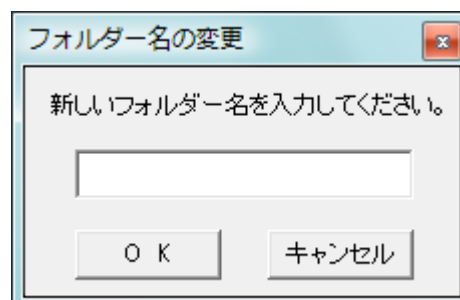 フォルダー名の変更
新しいフォルダー名を入力してください。
ＯＫ
キャンセル